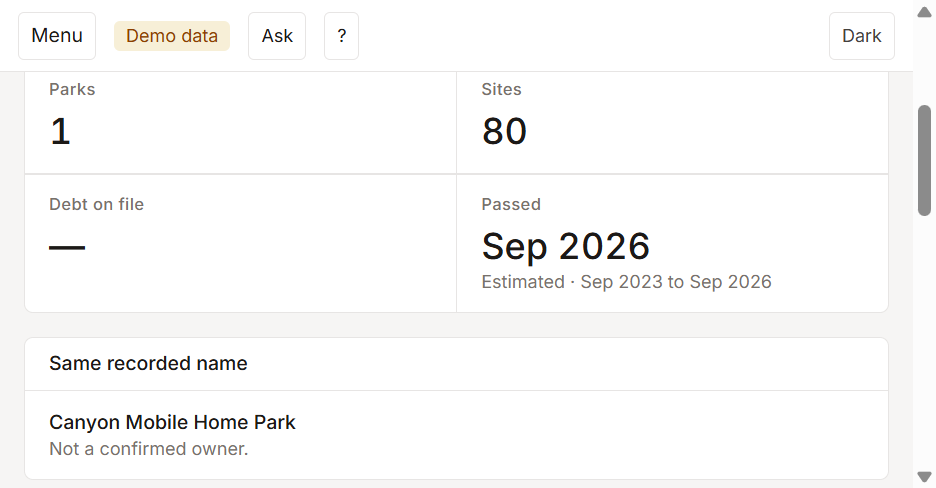 Menu
Demo data
Ask
?
Dark
Parks
1
Sites
80
Debt on file
—
Passed
Sep 2026
Estimated · Sep 2023 to Sep 2026
Same recorded name
Canyon Mobile Home Park
Not a confirmed owner.